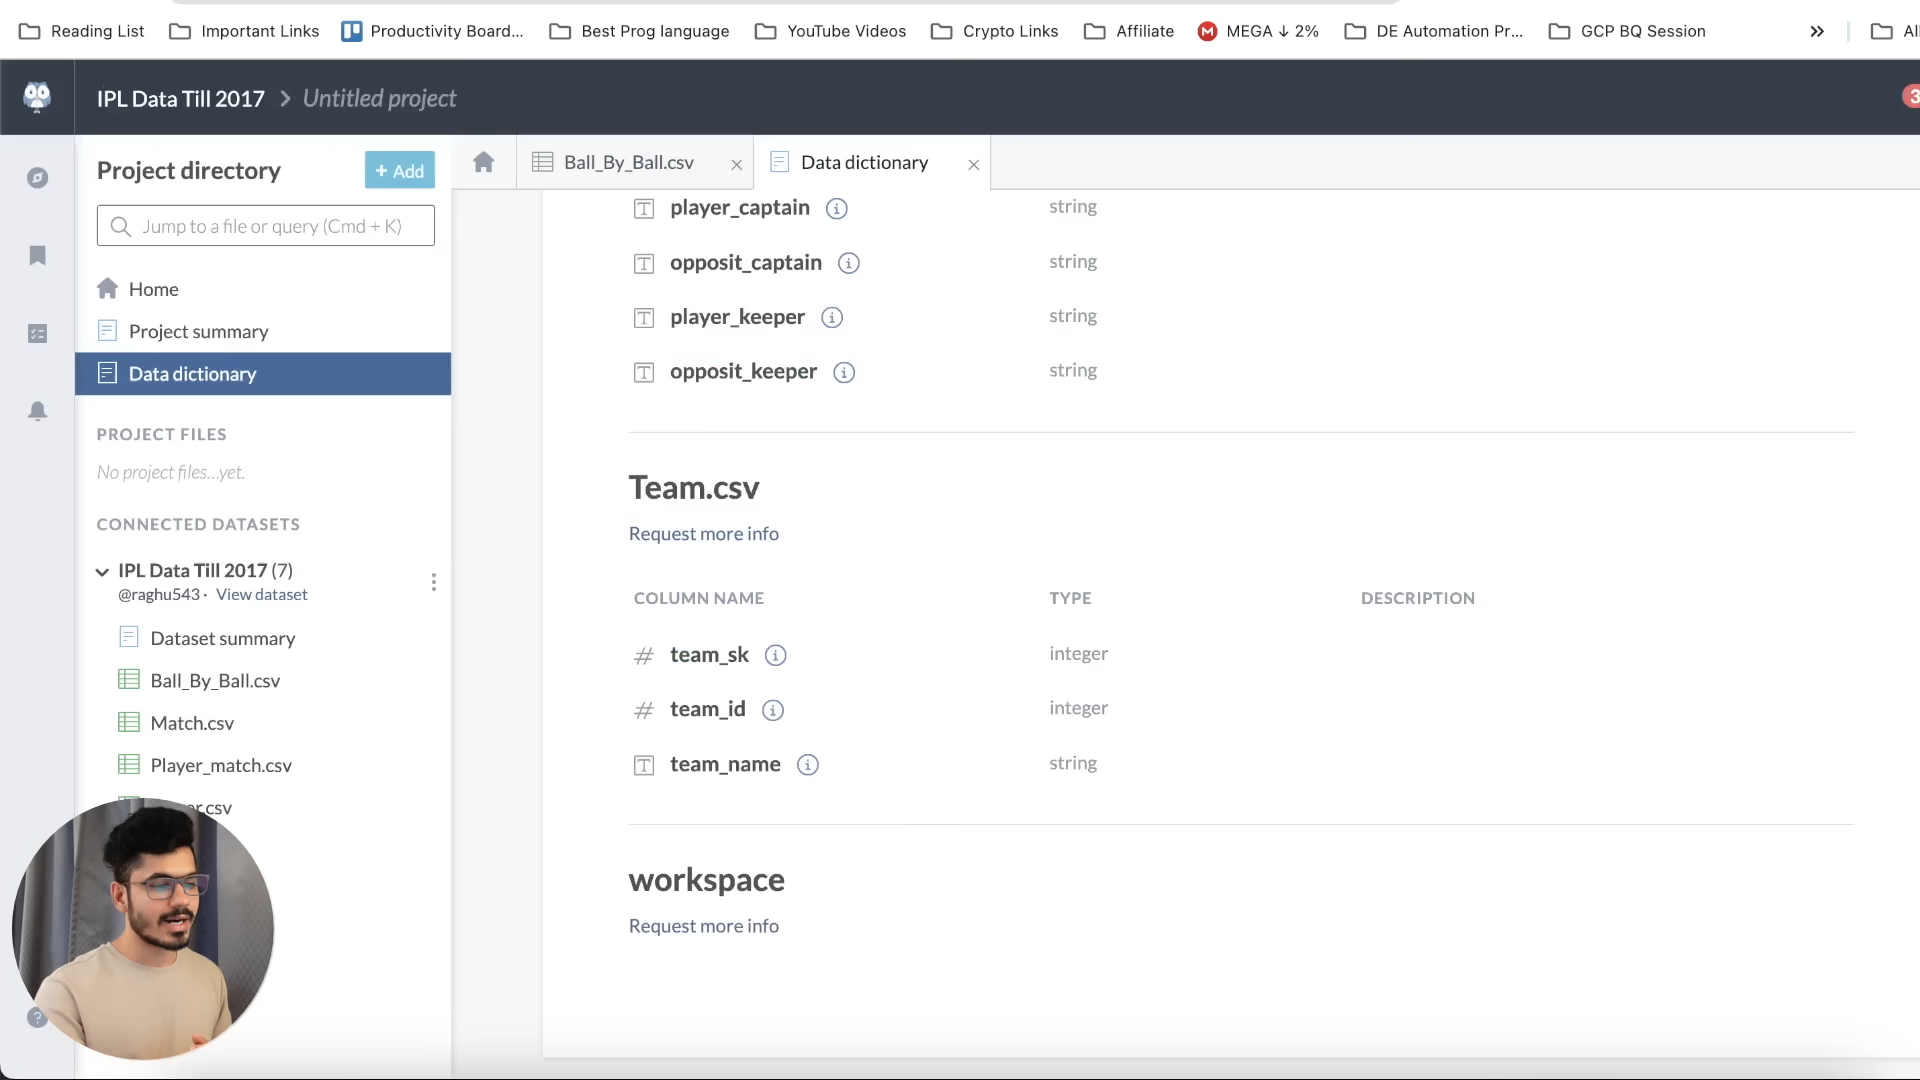 Reading List
Important Links
Productivity Board...
Best Prog language
YouTube Videos
Crypto Links
Affiliate
MEGA ↓ 2%
DE Automation Pr...
GCP BQ Session
»
IPL Data Till 2017 > Untitled project
3
Project directory
+ Add
Jump to a file or query (Cmd + K)
Home
Project summary
Data dictionary
PROJECT FILES
No project files...yet.
CONNECTED DATASETS
IPL Data Till 2017 (7)
@raghu543 · View dataset
Dataset summary
Ball_By_Ball.csv
Match.csv
Player_match.csv
Ball_By_Ball.csv
Data dictionary
player_captain string
opposit_captain string
player_keeper string
opposit_keeper string
Team.csv
Request more info
COLUMN NAME TYPE DESCRIPTION
# team_sk integer
# team_id integer
team_name string
workspace
Request more info